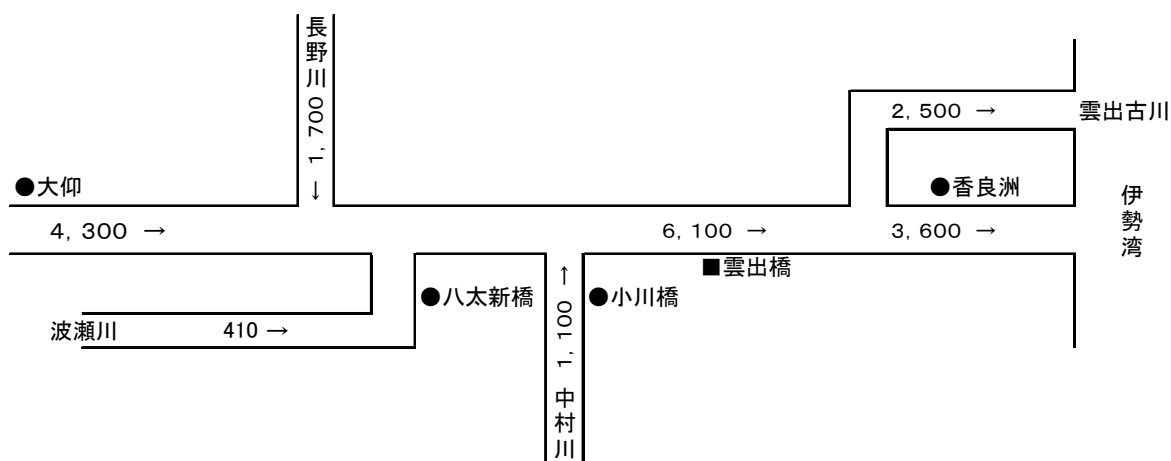 長野川
1,700 →
2,500 →
雲出古川
●大仰
●香良洲
伊勢湾
4,300 →
6,100 →
3,600 →
■雲出橋
●八太新橋
1,100 →
●小川橋
波瀬川
410 →
中村川